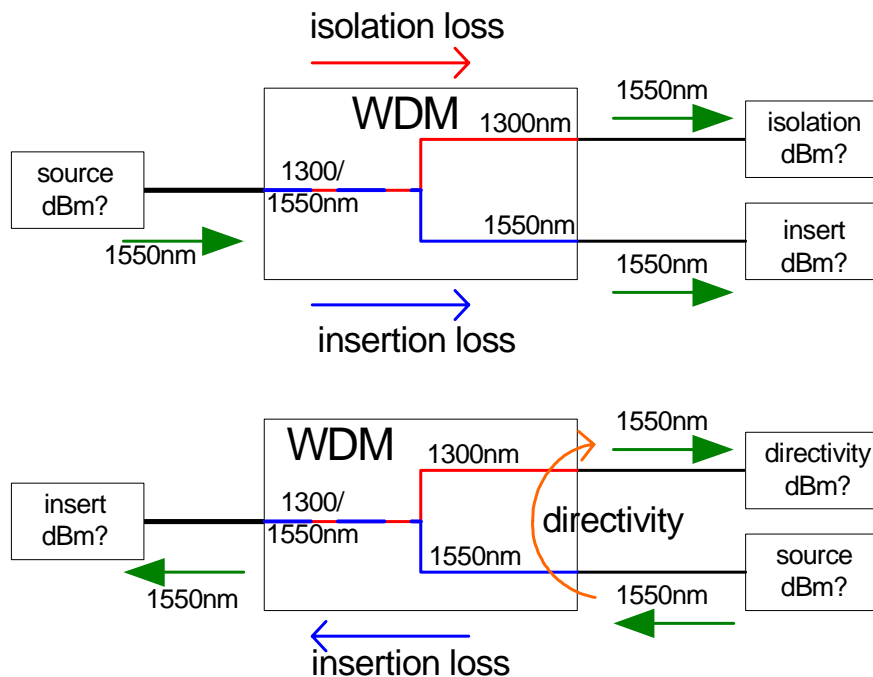 isolation loss
WDM
1550nm
1300nm
isolation
dBm?
source
dBm?
1300/
1550nm
1550nm
1550nm
insert
dBm?
1550nm
insertion loss
WDM
1550nm
1300nm
directivity
dBm?
insert
dBm?
1300/
1550nm
directivity
1550nm
1550nm
1550nm
source
dBm?
insertion loss